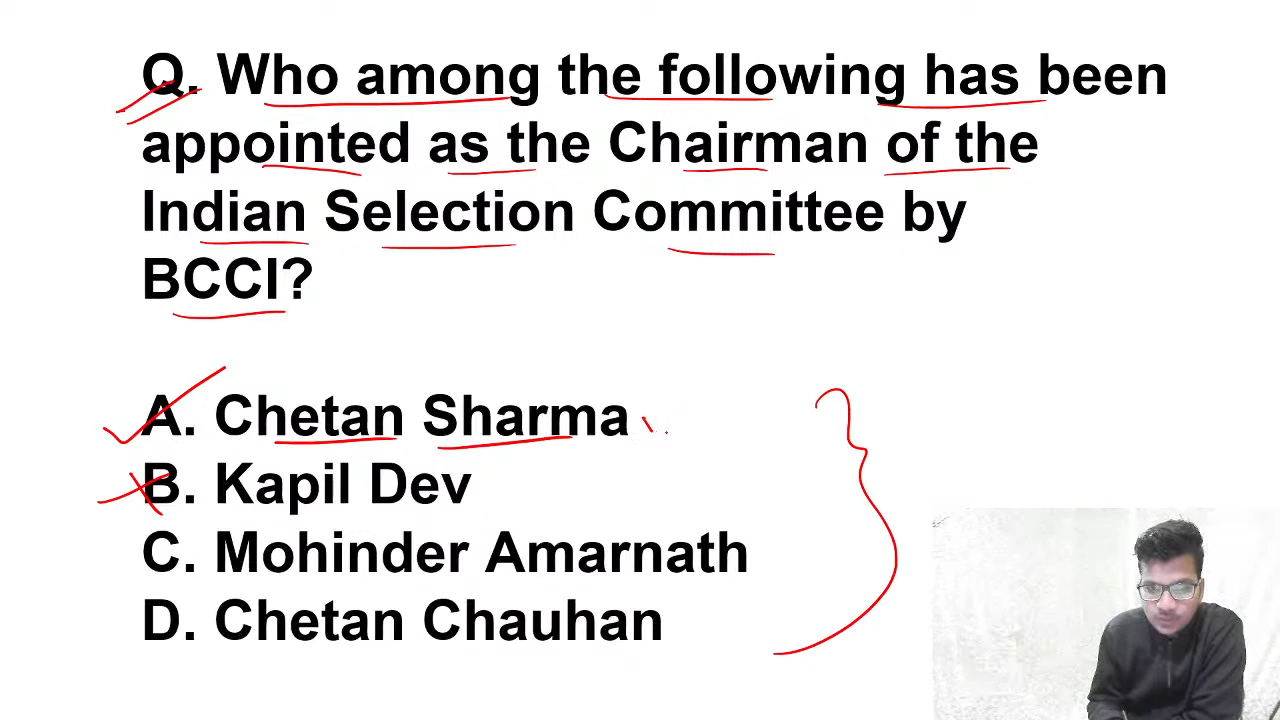 Q. Who among the following has been
appointed as the Chairman of the
Indian Selection Committee by
BCCI?
A. Chetan Sharma
B. Kapil Dev
C. Mohinder Amarnath
D. Chetan Chauhan